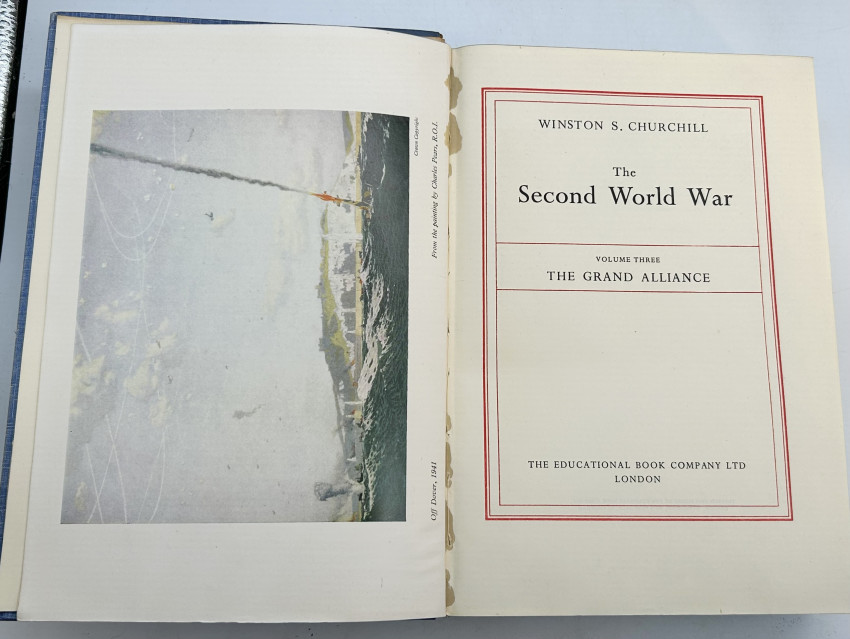 Crown Copyright
From the painting by Charles Pears, R.O.I.
Off Dover, 1941
WINSTON S. CHURCHILL
The
Second World War
VOLUME THREE
THE GRAND ALLIANCE
THE EDUCATIONAL BOOK COMPANY LTD
LONDON